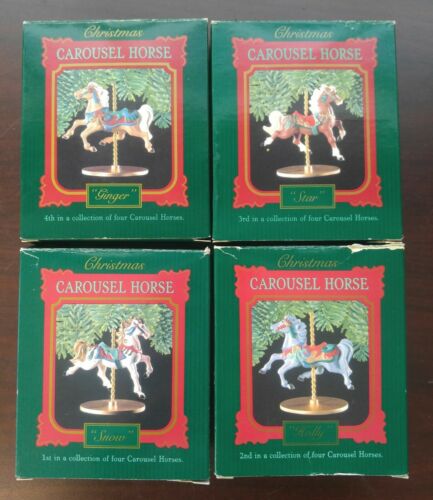 Christmas
CAROUSEL HORSE
"Ginger"
4th in a collection of four Carousel Horses.
Christmas
CAROUSEL HORSE
"Star"
3rd in a collection of four Carousel Horses.
Christmas
CAROUSEL HORSE
"Snow"
1st in a collection of four Carousel Horses.
Christmas
CAROUSEL HORSE
"Holly"
2nd in a collection of four Carousel Horses.